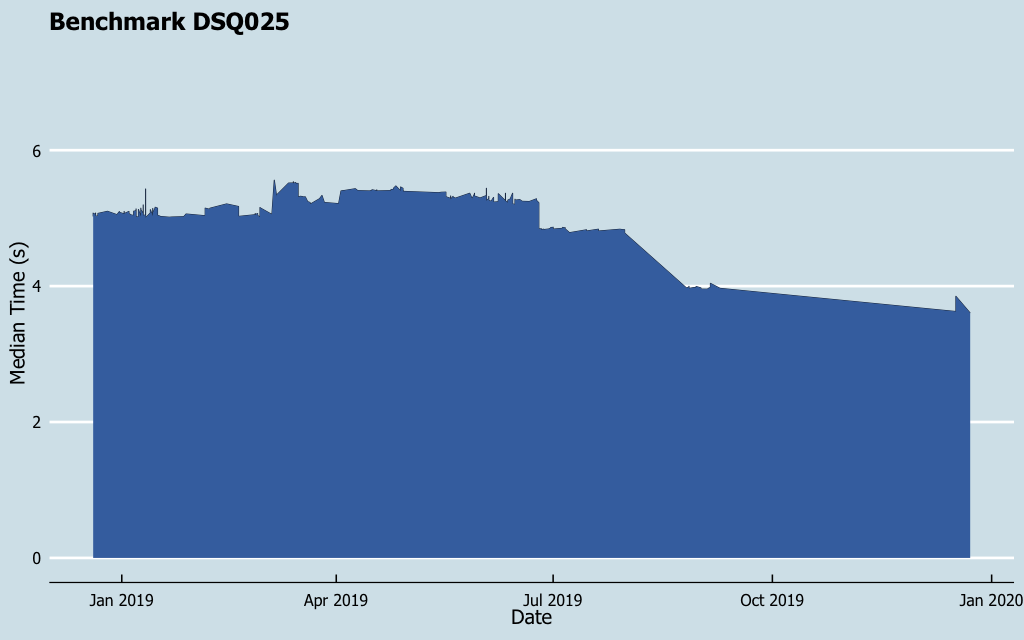 Benchmark DSQ025
6
4
2
0
Median Time (s)
Jan 2019
Apr 2019
Jul 2019
Oct 2019
Jan 2020
Date